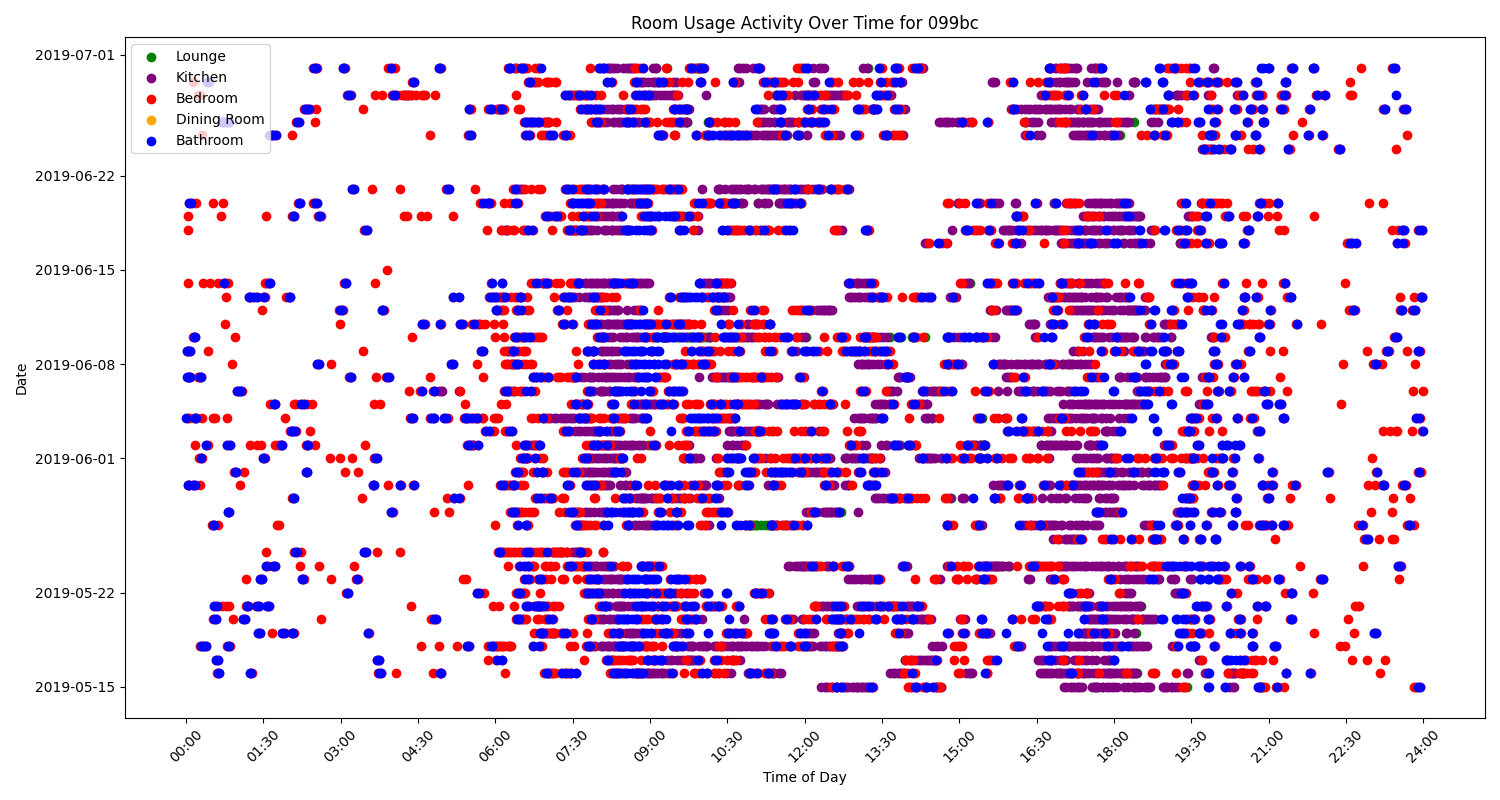 Room Usage Activity Over Time for 099bc
Lounge
Kitchen
Bedroom
Dining Room
Bathroom
2019-07-01
2019-06-22
2019-06-15
2019-06-08
2019-06-01
2019-05-22
2019-05-15
Date
00:00 01:30 03:00 04:30 06:00 07:30 09:00 10:30 12:00 13:30 15:00 16:30 18:00 19:30 21:00 22:30 24:00
Time of Day